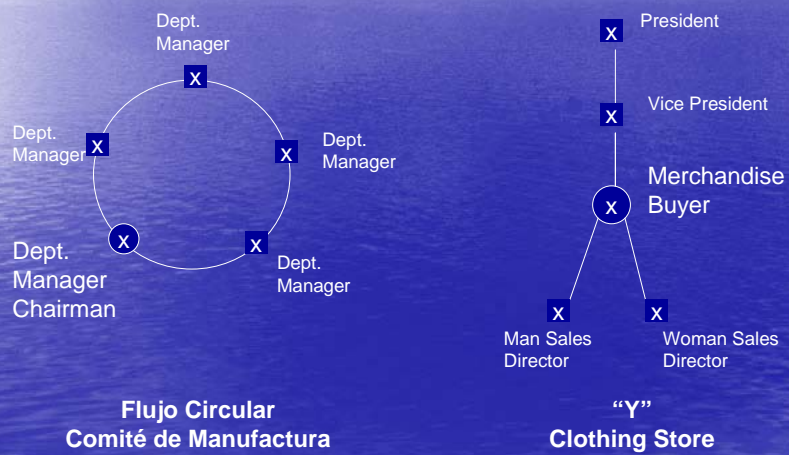 Dept.
Manager
x
Dept.
Manager
x
x
Dept.
Manager
x
Dept.
Manager
Chairman
x
Dept.
Manager
Flujo Circular
Comité de Manufactura
x
President
x
Vice President
x
Merchandise
Buyer
x
x
Man Sales
Director
Woman Sales
Director
“Y”
Clothing Store